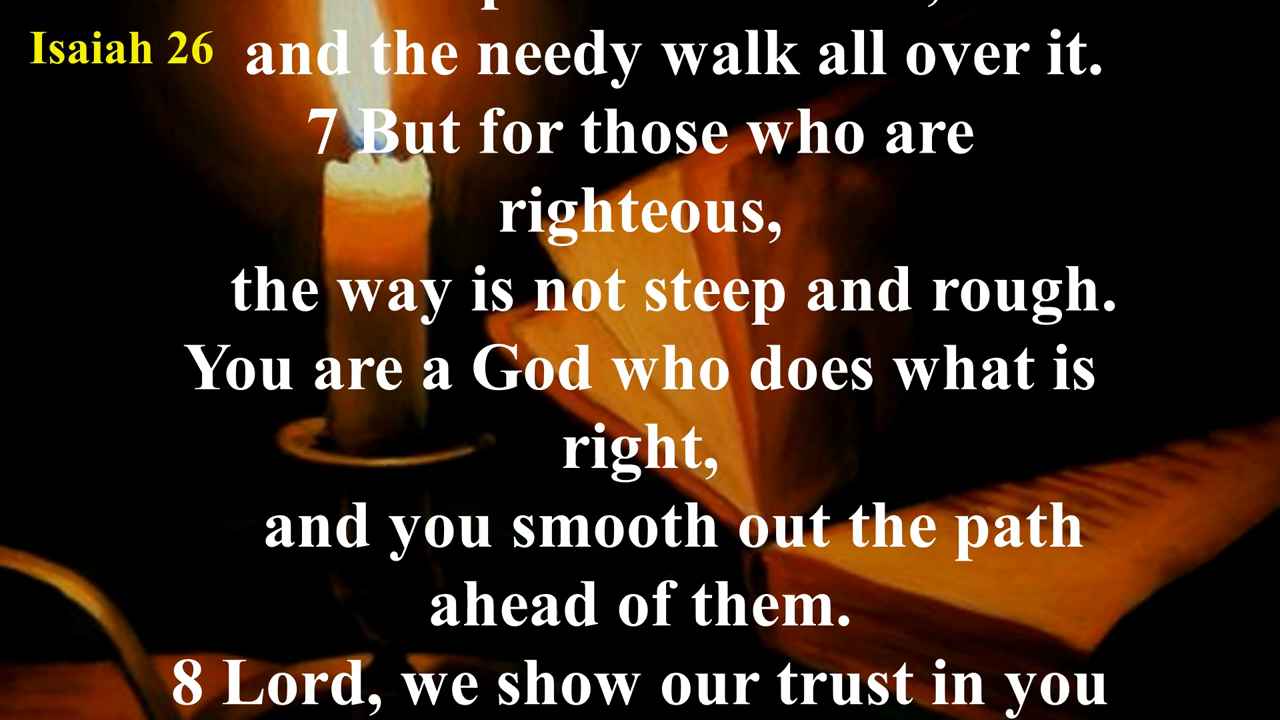 Isaiah 26
and the needy walk all over it.
7 But for those who are
righteous,
the way is not steep and rough.
You are a God who does what is
right,
and you smooth out the path
ahead of them.
8 Lord, we show our trust in you